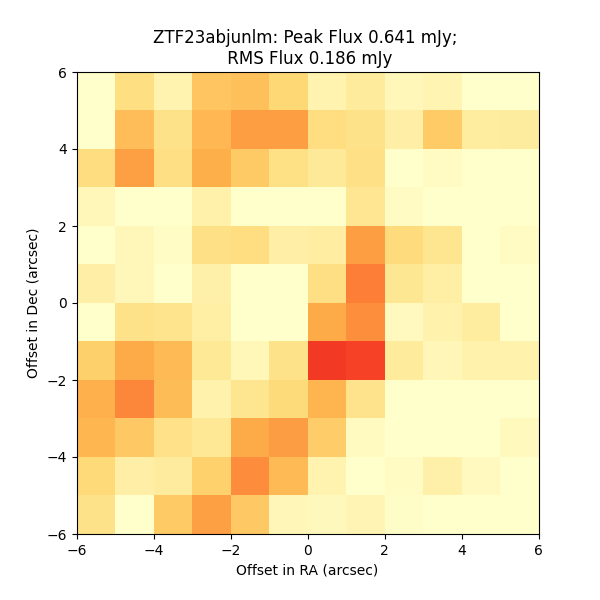 ZTF23abjunlm: Peak Flux 0.641 mJy;
RMS Flux 0.186 mJy
6
4
2
0
−2
−4
−6
Offset in Dec (arcsec)
−6 −4 −2 0 2 4 6
Offset in RA (arcsec)